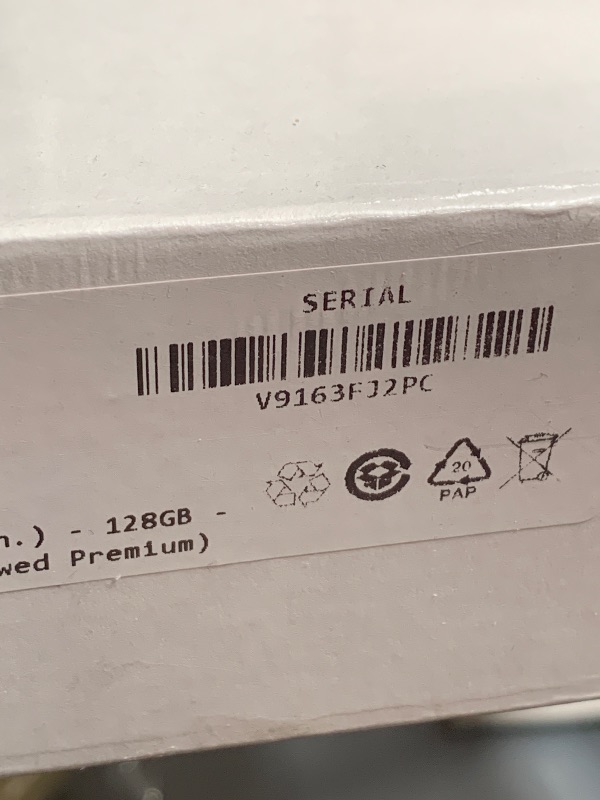 SERIAL
V9163FJ2PC
20
PAP
n.) - 128GB -
wed Premium)